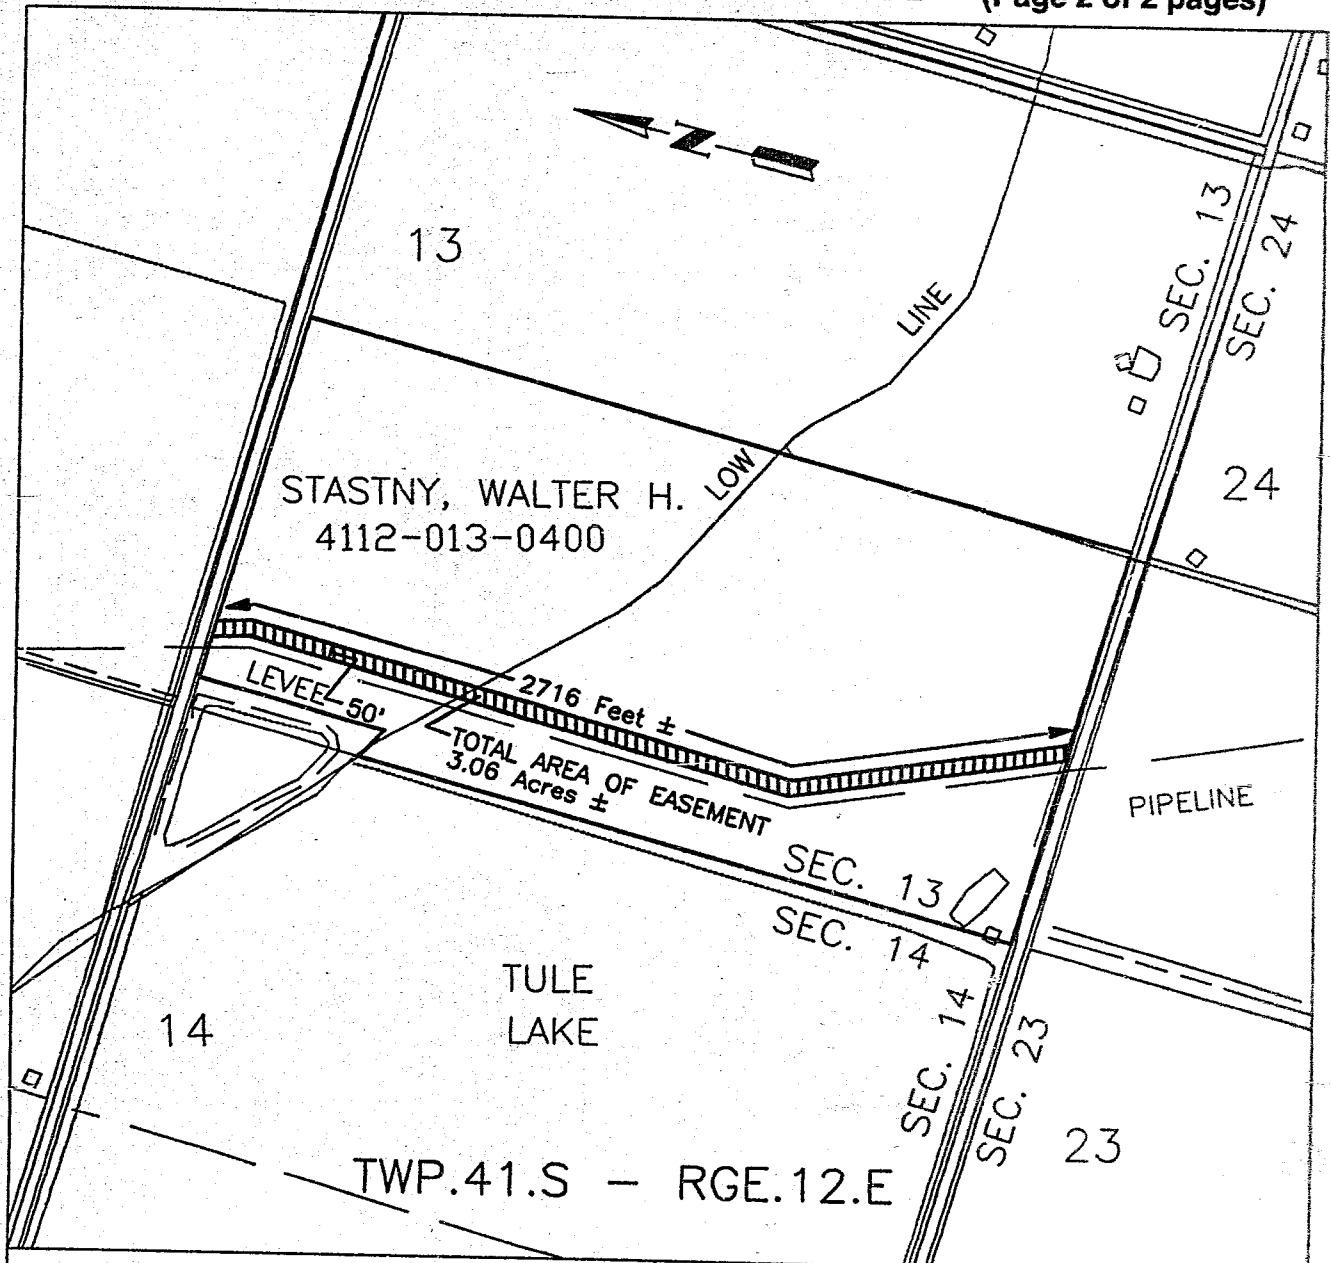 (Page 2 of 2 pages)
N
13
LINE
SEC. 13
SEC. 24
LOW
24
STASTNY, WALTER H.
4112-013-0400
2716 Feet ±
LEVEE
50'
TOTAL AREA OF EASEMENT
3.06 Acres ±
PIPELINE
SEC. 13
SEC. 14
TULE
LAKE
14
SEC. 14
SEC. 23
23
TWP.41.S - RGE.12.E